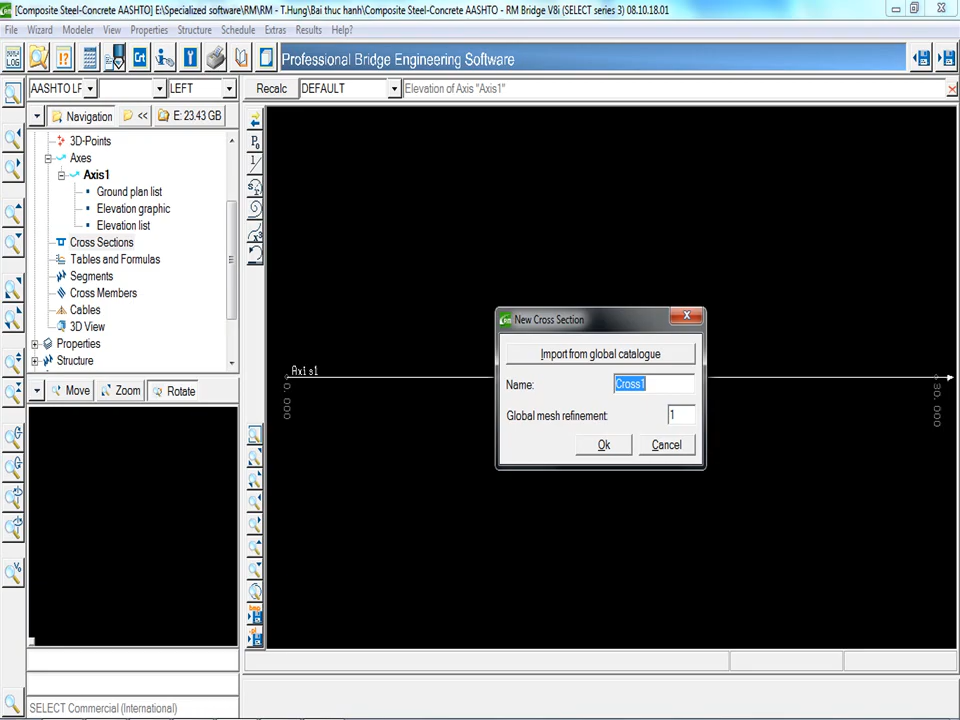 [Composite Steel-Concrete AASHTO] E:\Specialized software\RM\RM - T.Hung\Bai thuc hanh\Composite Steel-Concrete AASHTO - RM Bridge V8i (SELECT series 3) 08.10.18.01
File Wizard Modeler View Properties Structure Schedule Extras Results Help?
Professional Bridge Engineering Software
AASHTO LF LEFT Recalc DEFAULT Elevation of Axis "Axis1"
Navigation << E: 23.43 GB
3D-Points
Axes
Axis1
Ground plan list
Elevation graphic
Elevation list
Cross Sections
Tables and Formulas
Segments
Cross Members
Cables
3D View
Properties
Structure
Move Zoom Rotate
Axis1
0.000
New Cross Section
Import from global catalogue
Name: Cross1
Global mesh refinement: 1
Ok Cancel
SELECT Commercial (International)